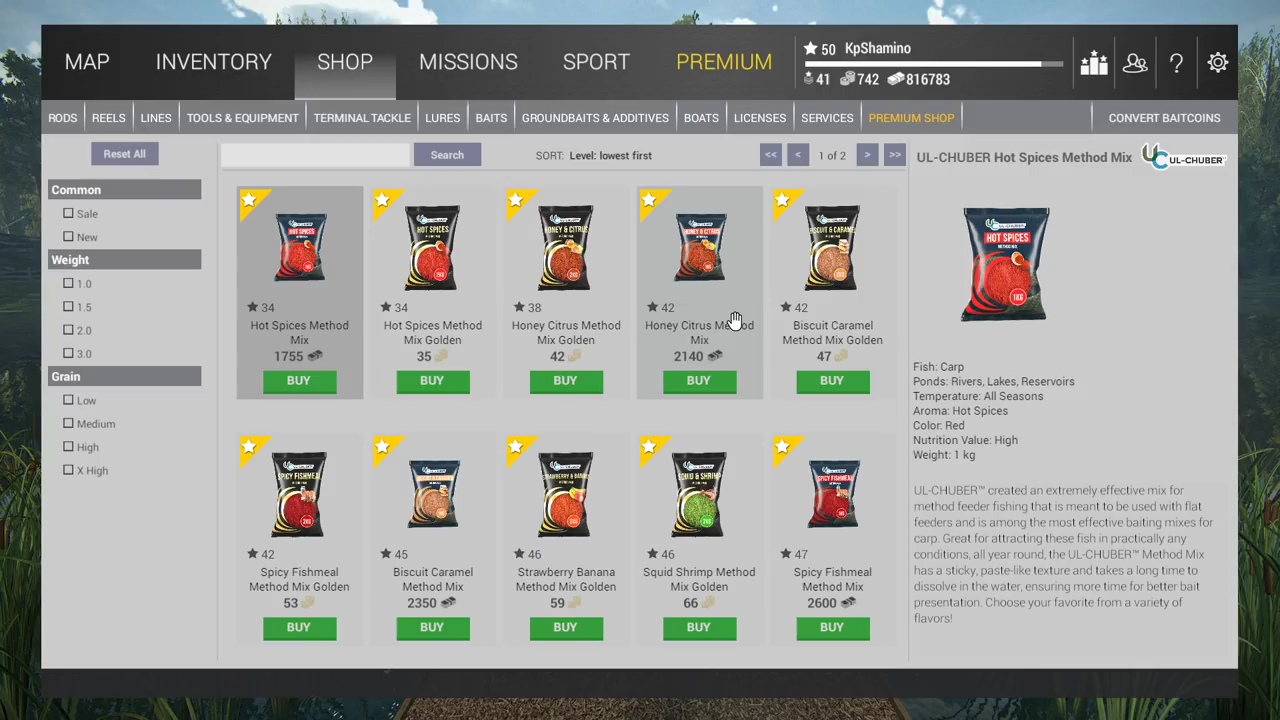 MAP INVENTORY SHOP MISSIONS SPORT PREMIUM
50 KpShamino
41 742 816783
RODS REELS LINES TOOLS & EQUIPMENT TERMINAL TACKLE LURES BAITS GROUNDBAITS & ADDITIVES BOATS LICENSES SERVICES PREMIUM SHOP CONVERT BAITCOINS
Reset All
Common
Sale
New
Weight
1.0
1.5
2.0
3.0
Grain
Low
Medium
High
X High
Search SORT: Level: lowest first << < 1 of 2 > >>
34 34 38 42 42
Hot Spices Method Mix
1755
BUY
Hot Spices Method Mix Golden
35
BUY
Honey Citrus Method Mix Golden
42
BUY
Honey Citrus Method Mix
2140
BUY
Biscuit Caramel Method Mix Golden
47
BUY
42 45 46 46 47
Spicy Fishmeal Method Mix Golden
53
BUY
Biscuit Caramel Method Mix
2350
BUY
Strawberry Banana Method Mix Golden
59
BUY
Squid Shrimp Method Mix Golden
66
BUY
Spicy Fishmeal Method Mix
2600
BUY
UL-CHUBER Hot Spices Method Mix
UL-CHUBER
HOT SPICES
METHOD MIX
1KG
Fish: Carp
Ponds: Rivers, Lakes, Reservoirs
Temperature: All Seasons
Aroma: Hot Spices
Color: Red
Nutrition Value: High
Weight: 1 kg
UL-CHUBER™ created an extremely effective mix for
method feeder fishing that is meant to be used with flat
feeders and is among the most effective baiting mixes for
carp. Great for attracting these fish in practically any
conditions, all year round, the UL-CHUBER™ Method Mix
has a sticky, paste-like texture and takes a long time to
dissolve in the water, ensuring more time for better bait
presentation. Choose your favorite from a variety of
flavors!